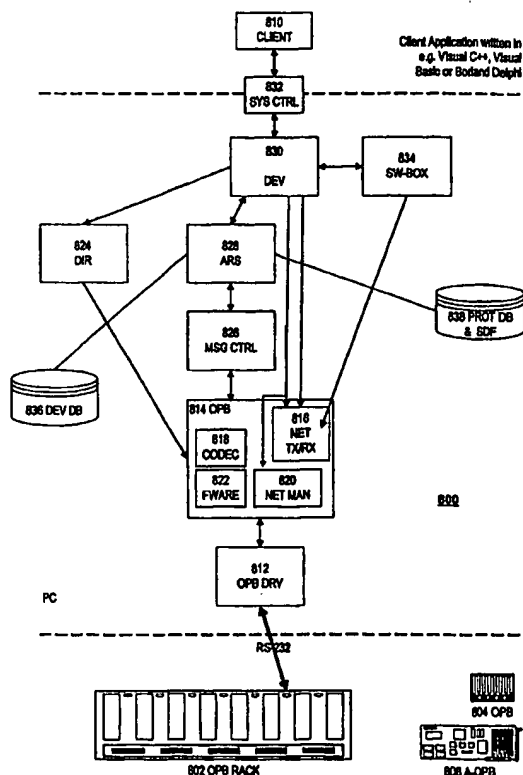 810
CLIENT
Client Application written in
e.g. Visual C++, Visual
Basic or Borland Delphi
832
SYS CTRL
830
DEV
834
SW-BOX
824
DIR
828
ARS
838 PROT DB
& SDF
826
MSG CTRL
836 DEV DB
814 OPB
816
NET
TX/RX
818
CODEC
822
FWARE
820
NET MAN
800
812
OPB DRV
PC
RS-232
804 OPB
802 OPB RACK
808 A-OPB